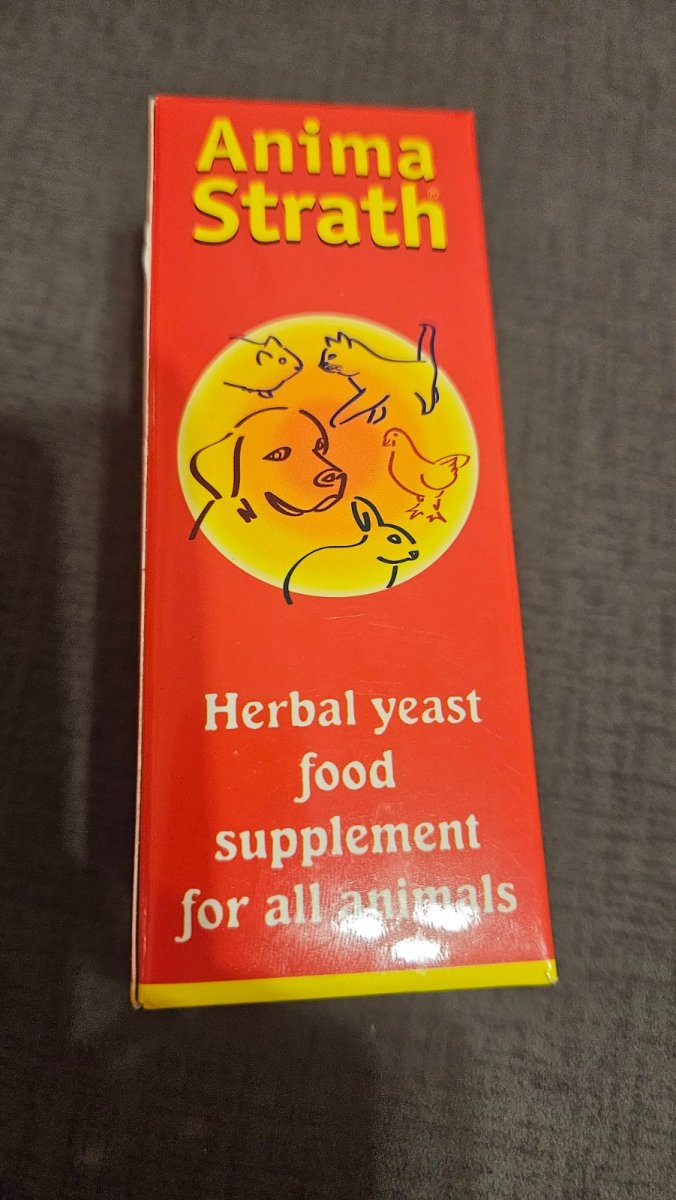 Anima
Strath®
Herbal yeast
food
supplement
for all animals